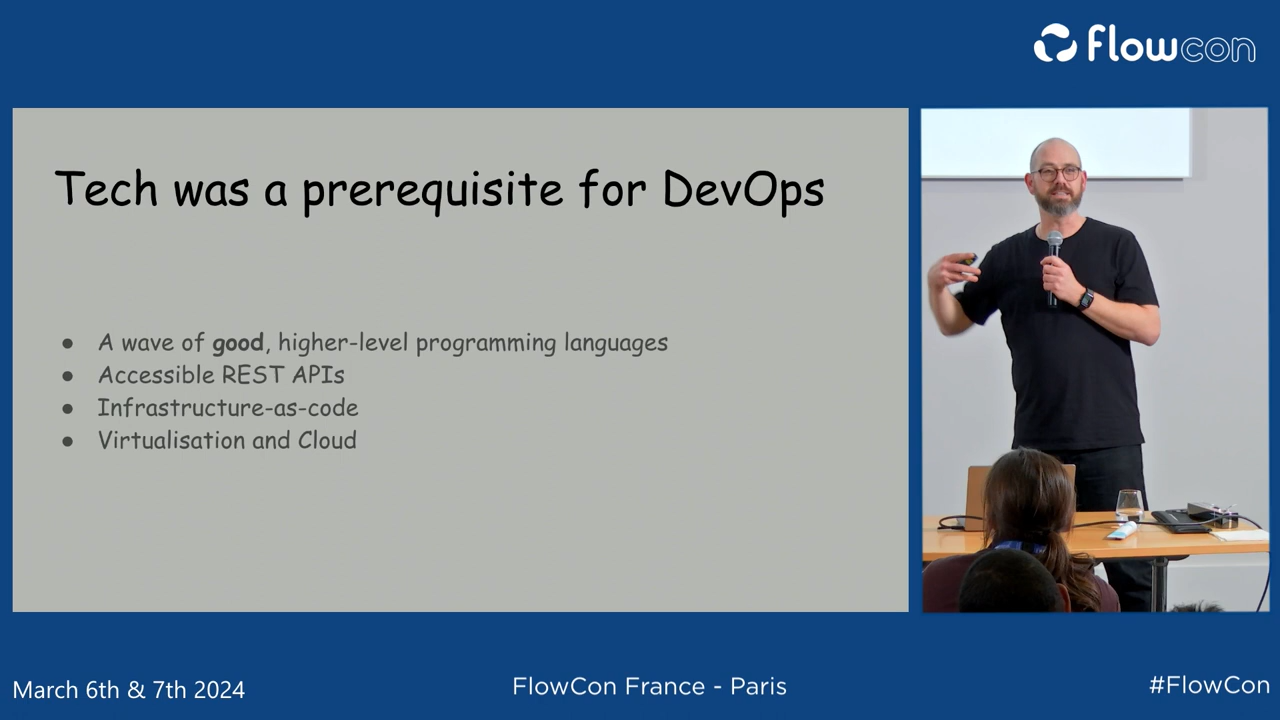 flowcon
Tech was a prerequisite for DevOps
● A wave of good, higher-level programming languages
● Accessible REST APIs
● Infrastructure-as-code
● Virtualisation and Cloud
March 6th & 7th 2024
FlowCon France - Paris
#FlowCon